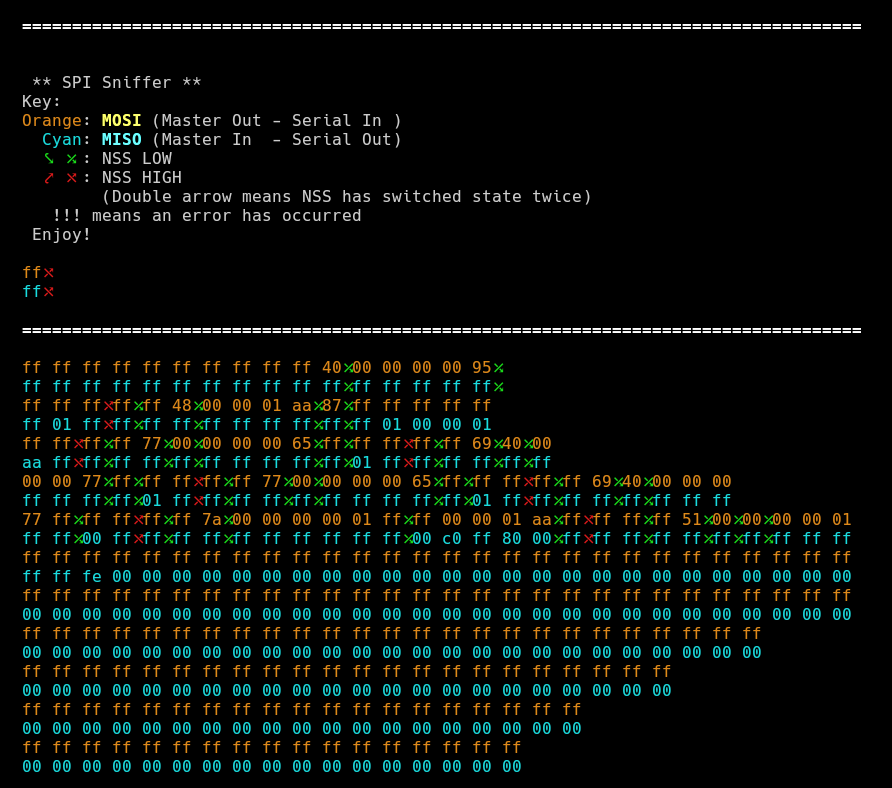 ====================================================================================
** SPI Sniffer **
Key:
Orange: MOSI (Master Out - Serial In )
Cyan: MISO (Master In  - Serial Out)
⤥ ⤩: NSS LOW
⤤ ⤧: NSS HIGH
(Double arrow means NSS has switched state twice)
!!! means an error has occurred
Enjoy!
ff⤧
ff⤧
====================================================================================
ff ff ff ff ff ff ff ff ff ff 40⤩00 00 00 00 95⤩
ff ff ff ff ff ff ff ff ff ff ff⤩ff ff ff ff ff⤩
ff ff ff⤧ff⤩ff 48⤩00 00 01 aa⤩87⤩ff ff ff ff ff
ff 01 ff⤧ff⤩ff ff⤩ff ff ff ff⤩ff⤩ff 01 00 00 01
ff ff⤧ff⤩ff 77⤩00⤩00 00 00 65⤩ff⤩ff ff⤧ff⤩ff 69⤩40⤩00
aa ff⤧ff⤩ff ff⤩ff⤩ff ff ff ff⤩ff⤩01 ff⤧ff⤩ff ff⤩ff⤩ff
00 00 77⤩ff⤩ff ff⤧ff⤩ff 77⤩00⤩00 00 00 65⤩ff⤩ff ff⤧ff⤩ff 69⤩40⤩00 00 00
ff ff ff⤩ff⤩01 ff⤧ff⤩ff ff⤩ff⤩ff ff ff ff⤩ff⤩01 ff⤧ff⤩ff ff⤩ff⤩ff ff ff
77 ff⤩ff ff⤧ff⤩ff 7a⤩00 00 00 00 01 ff⤩ff 00 00 01 aa⤩ff⤧ff ff⤩ff 51⤩00⤩00⤩00 00 01
ff ff⤩00 ff⤧ff⤩ff ff⤩ff ff ff ff ff ff⤩00 c0 ff 80 00⤩ff⤧ff ff⤩ff ff⤩ff⤩ff⤩ff ff ff
ff ff ff ff ff ff ff ff ff ff ff ff ff ff ff ff ff ff ff ff ff ff ff ff ff ff ff ff
ff ff fe 00 00 00 00 00 00 00 00 00 00 00 00 00 00 00 00 00 00 00 00 00 00 00 00 00
ff ff ff ff ff ff ff ff ff ff ff ff ff ff ff ff ff ff ff ff ff ff ff ff ff ff ff ff
00 00 00 00 00 00 00 00 00 00 00 00 00 00 00 00 00 00 00 00 00 00 00 00 00 00 00 00
ff ff ff ff ff ff ff ff ff ff ff ff ff ff ff ff ff ff ff ff ff ff ff ff ff
00 00 00 00 00 00 00 00 00 00 00 00 00 00 00 00 00 00 00 00 00 00 00 00 00
ff ff ff ff ff ff ff ff ff ff ff ff ff ff ff ff ff ff ff ff ff ff
00 00 00 00 00 00 00 00 00 00 00 00 00 00 00 00 00 00 00 00 00 00
ff ff ff ff ff ff ff ff ff ff ff ff ff ff ff ff ff ff ff
00 00 00 00 00 00 00 00 00 00 00 00 00 00 00 00 00 00 00
ff ff ff ff ff ff ff ff ff ff ff ff ff ff ff ff ff
00 00 00 00 00 00 00 00 00 00 00 00 00 00 00 00 00